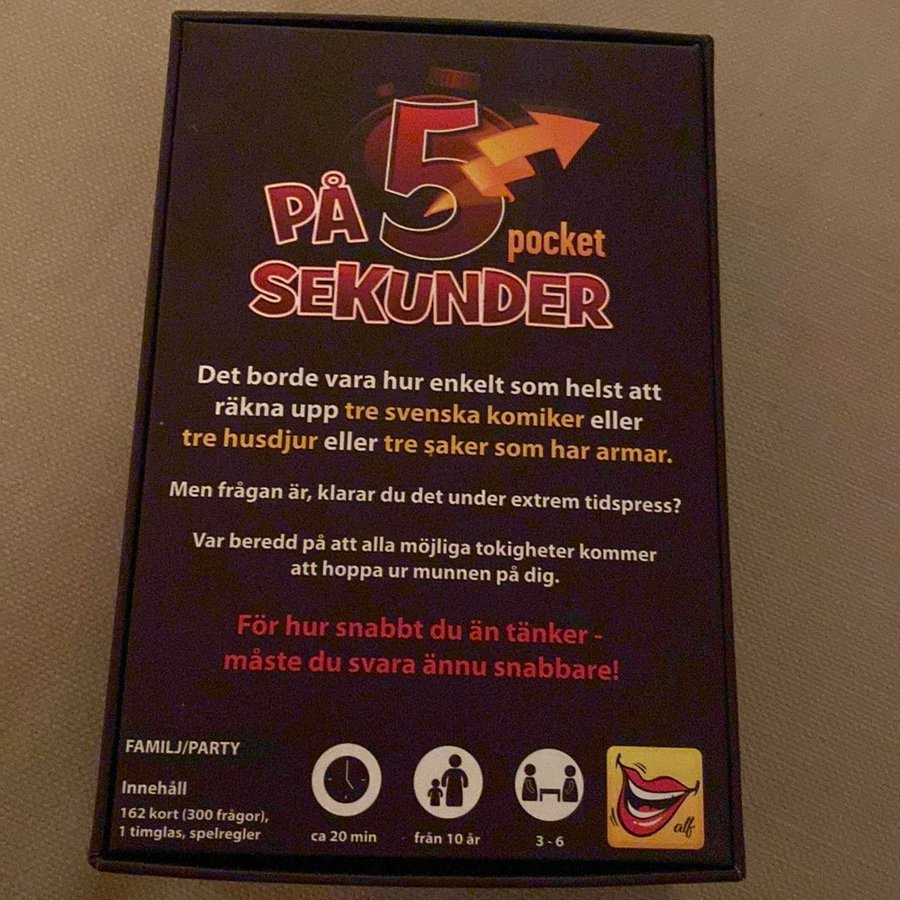 PÅ 5 pocket
SEKUNDER
Det borde vara hur enkelt som helst att
räkna upp tre svenska komiker eller
tre husdjur eller tre saker som har armar.
Men frågan är, klarar du det under extrem tidspress?
Var beredd på att alla möjliga tokigheter kommer
att hoppa ur munnen på dig.
För hur snabbt du än tänker -
måste du svara ännu snabbare!
FAMILJ/PARTY
Innehåll
162 kort (300 frågor),
1 timglas, spelregler
ca 20 min
från 10 år
3 - 6
alf